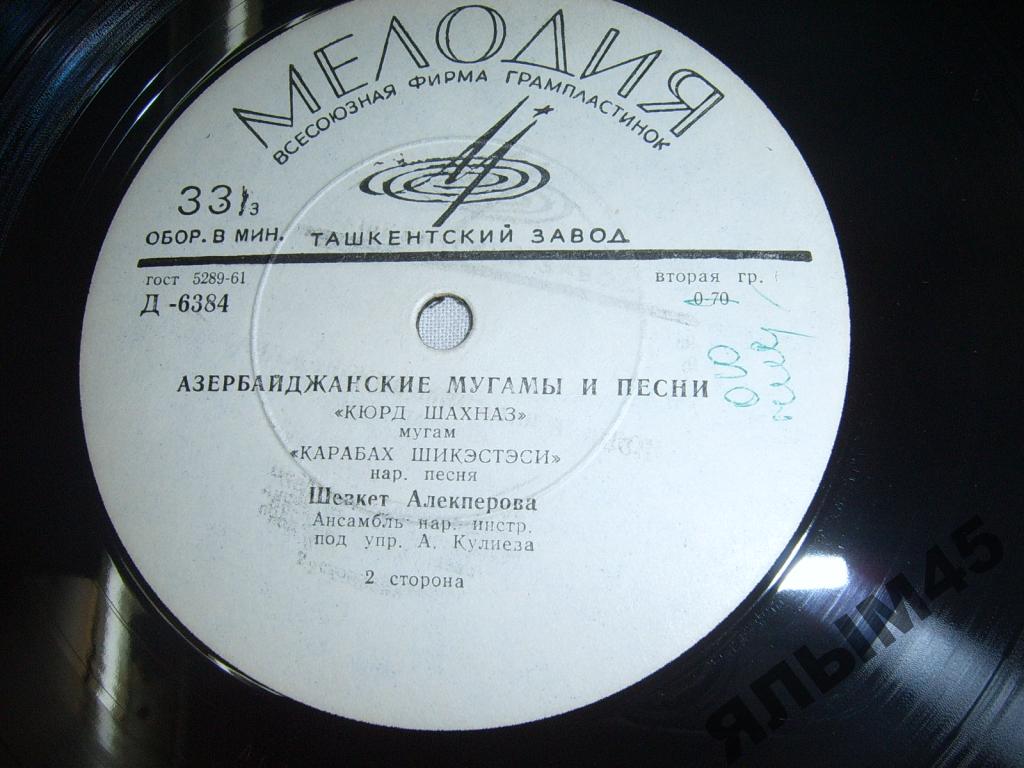 МЕЛОДИЯ
ВСЕСОЮЗНАЯ ФИРМА ГРАМПЛАСТИНОК
33 1/3
ОБОР. В МИН. ТАШКЕНТСКИЙ ЗАВОД
гост 5289-61
вторая гр.
Д -6384
0-70
АЗЕРБАЙДЖАНСКИЕ МУГАМЫ И ПЕСНИ
«КЮРД ШАХНАЗ»
мугам
«КАРАБАХ ШИКЭСТЭСИ»
нар. песня
Шевкет Алекперова
Ансамбль нар. инстр.
под упр. А. Кулиева
2 сторона
ЯЛЫМ45